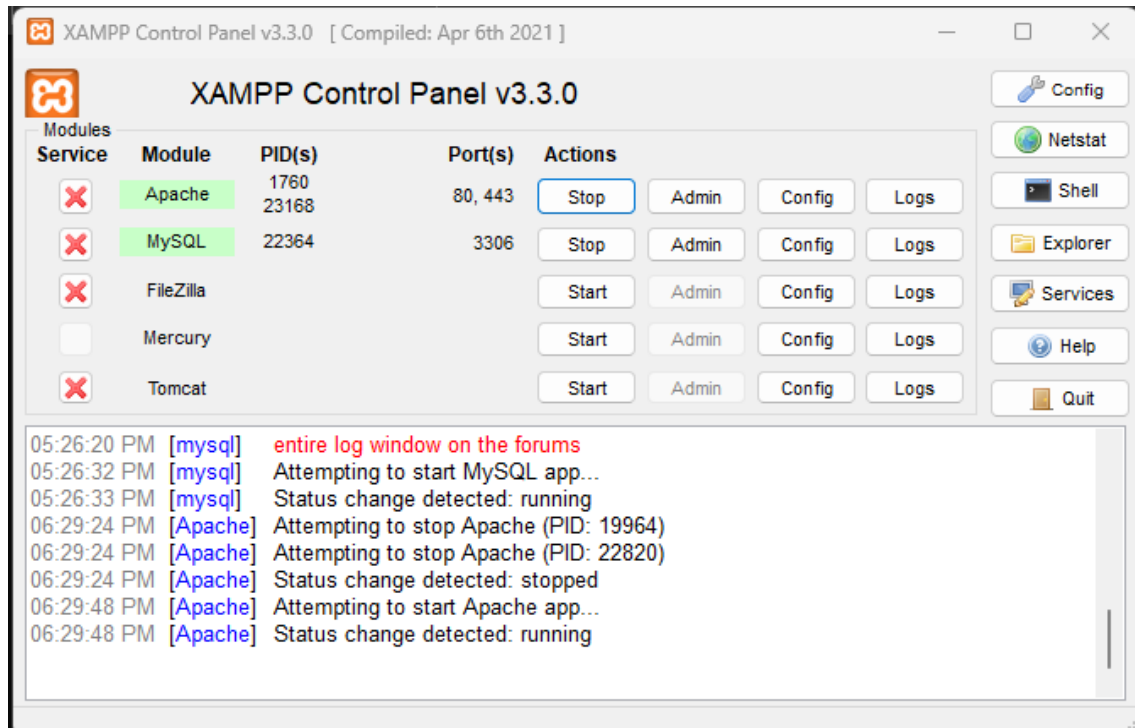 XAMPP Control Panel v3.3.0 [ Compiled: Apr 6th 2021 ]
XAMPP Control Panel v3.3.0
Config
Netstat
Shell
Explorer
Services
Help
Quit
Modules
Service Module PID(s) Port(s) Actions
Apache 1760 23168 80, 443 Stop Admin Config Logs
MySQL 22364 3306 Stop Admin Config Logs
FileZilla Start Admin Config Logs
Mercury Start Admin Config Logs
Tomcat Start Admin Config Logs
05:26:20 PM [mysql] entire log window on the forums
05:26:32 PM [mysql] Attempting to start MySQL app...
05:26:33 PM [mysql] Status change detected: running
06:29:24 PM [Apache] Attempting to stop Apache (PID: 19964)
06:29:24 PM [Apache] Attempting to stop Apache (PID: 22820)
06:29:24 PM [Apache] Status change detected: stopped
06:29:48 PM [Apache] Attempting to start Apache app...
06:29:48 PM [Apache] Status change detected: running